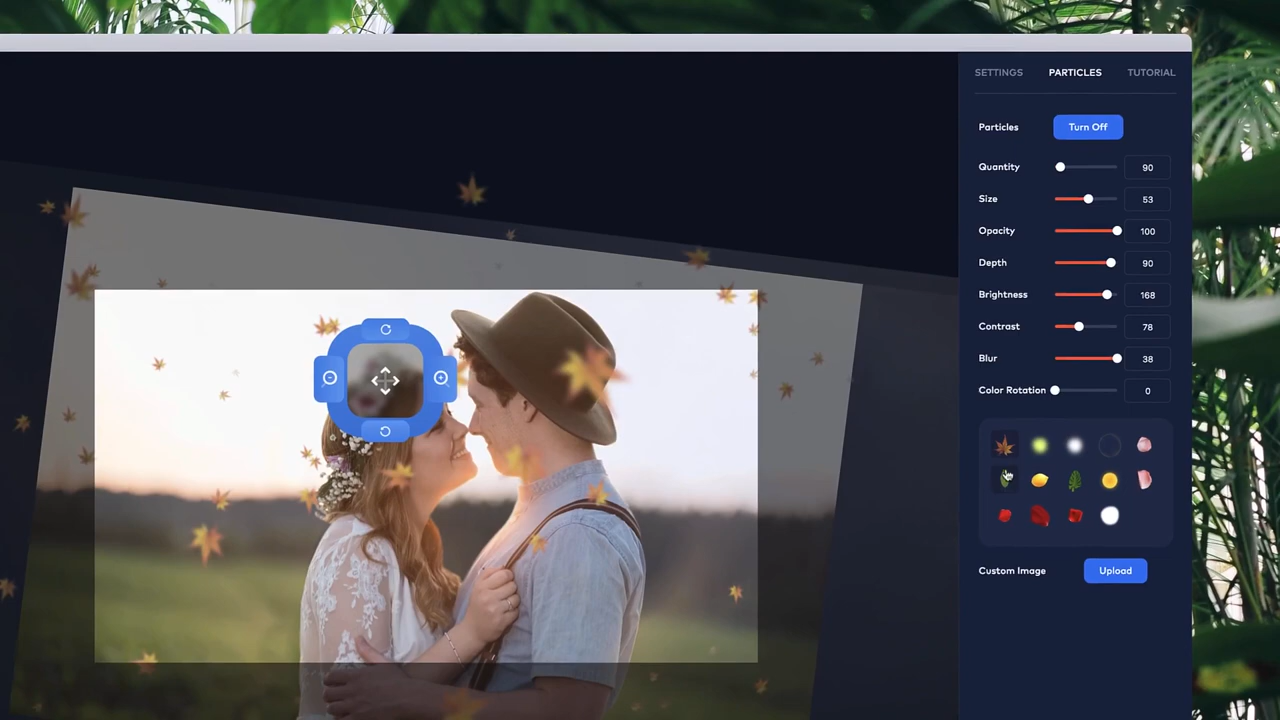 SETTINGS PARTICLES TUTORIAL
Particles Turn Off
Quantity 90
Size 53
Opacity 100
Depth 90
Brightness 168
Contrast 78
Blur 38
Color Rotation 0
Custom Image Upload